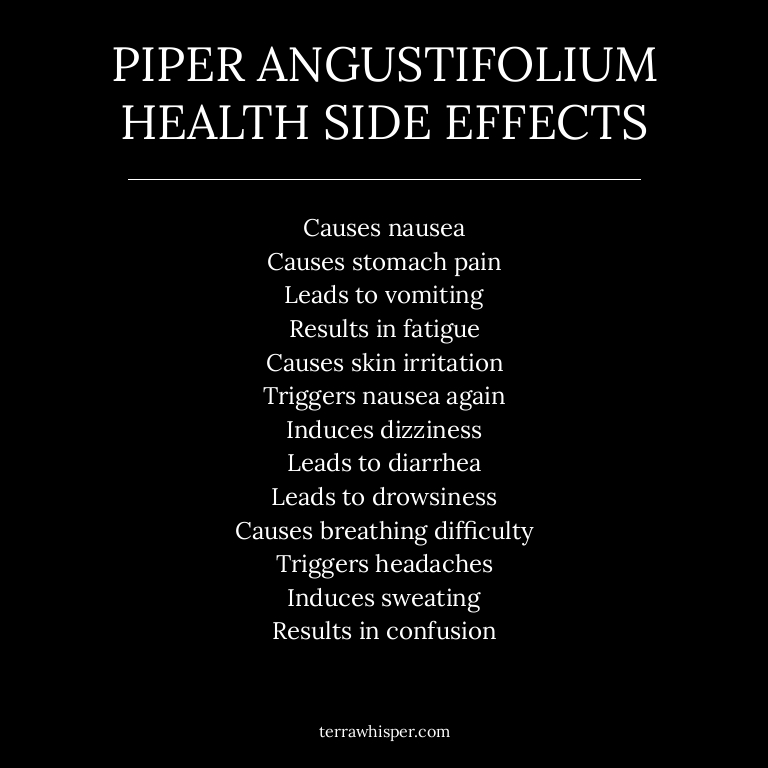 PIPER ANGUSTIFOLIUM
HEALTH SIDE EFFECTS
Causes nausea
Causes stomach pain
Leads to vomiting
Results in fatigue
Causes skin irritation
Triggers nausea again
Induces dizziness
Leads to diarrhea
Leads to drowsiness
Causes breathing difficulty
Triggers headaches
Induces sweating
Results in confusion
terrawhisper.com